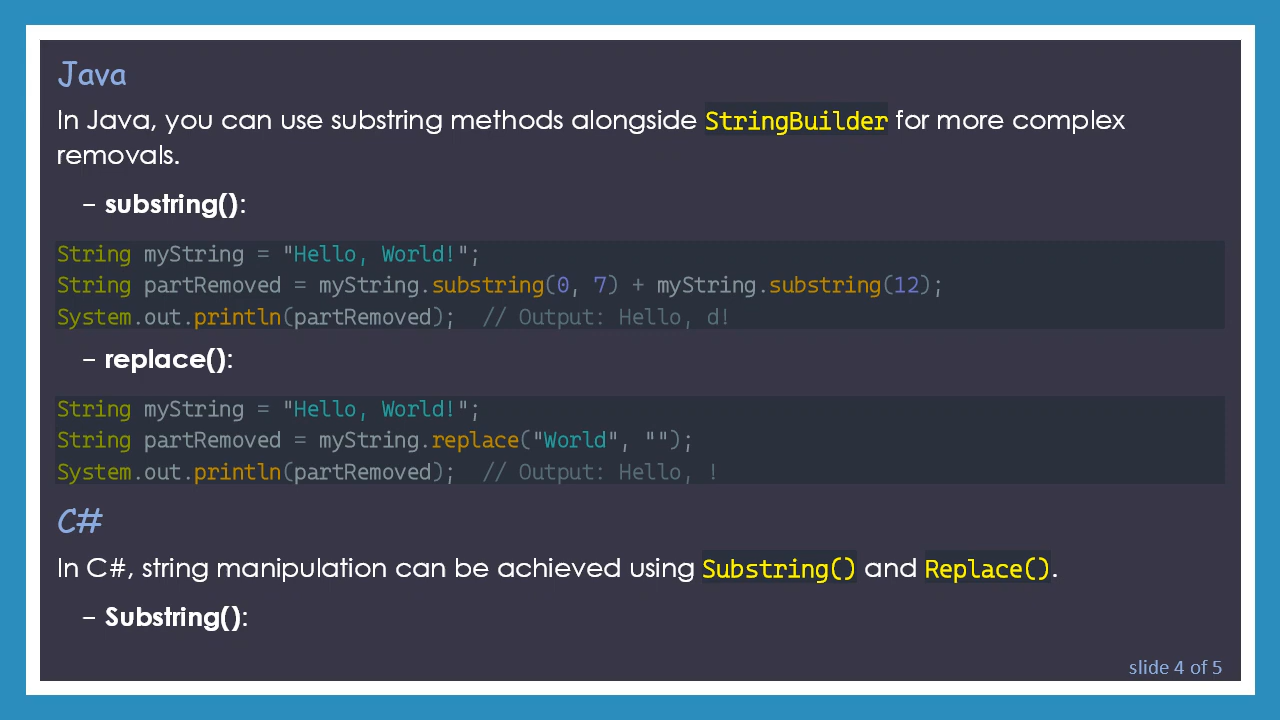 Java
In Java, you can use substring methods alongside StringBuilder for more complex
removals.
– substring():
String myString = "Hello, World!";
String partRemoved = myString.substring(0, 7) + myString.substring(12);
System.out.println(partRemoved);  // Output: Hello, d!
– replace():
String myString = "Hello, World!";
String partRemoved = myString.replace("World", "");
System.out.println(partRemoved);  // Output: Hello, !
C#
In C#, string manipulation can be achieved using Substring() and Replace().
– Substring():
slide 4 of 5